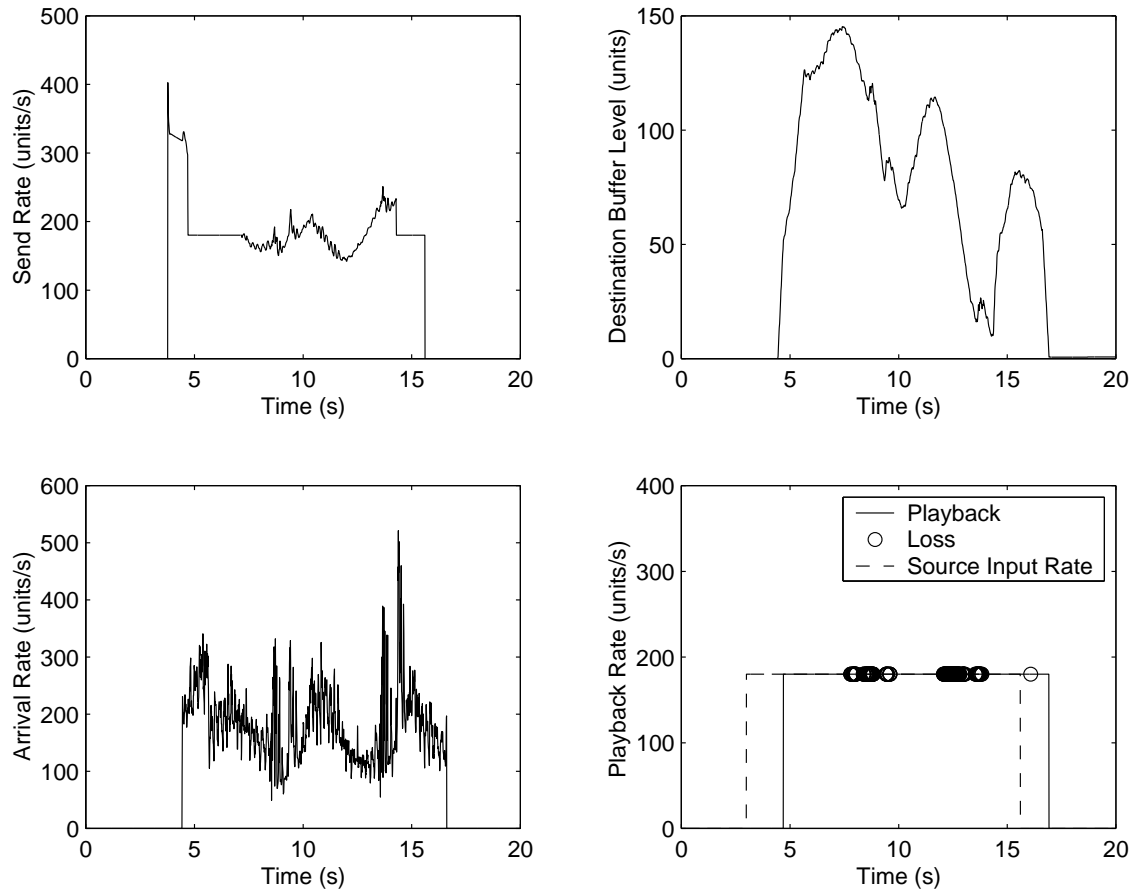 500
400
300
200
100
0
Send Rate (units/s)
0 5 10 15 20
Time (s)
150
100
50
0
Destination Buffer Level (units)
0 5 10 15 20
Time (s)
600
500
400
300
200
100
0
Arrival Rate (units/s)
0 5 10 15 20
Time (s)
400
300
200
100
0
Playback Rate (units/s)
Playback
Loss
Source Input Rate
0 5 10 15 20
Time (s)